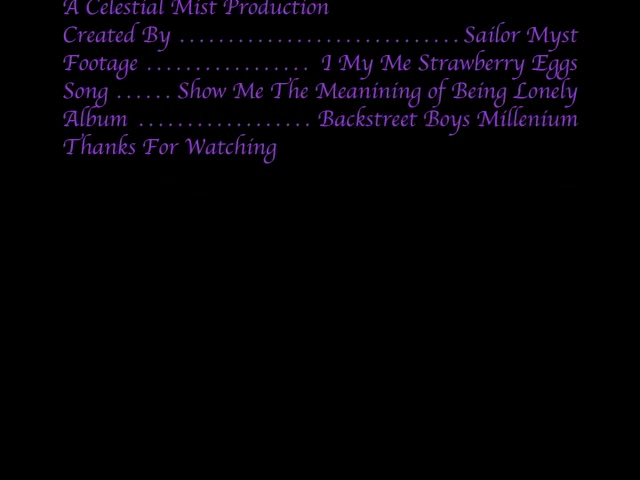 A Celestial Mist Production
Created By ............................. Sailor Myst
Footage ................. I My Me Strawberry Eggs
Song ...... Show Me The Meanining of Being Lonely
Album .................. Backstreet Boys Millenium
Thanks For Watching